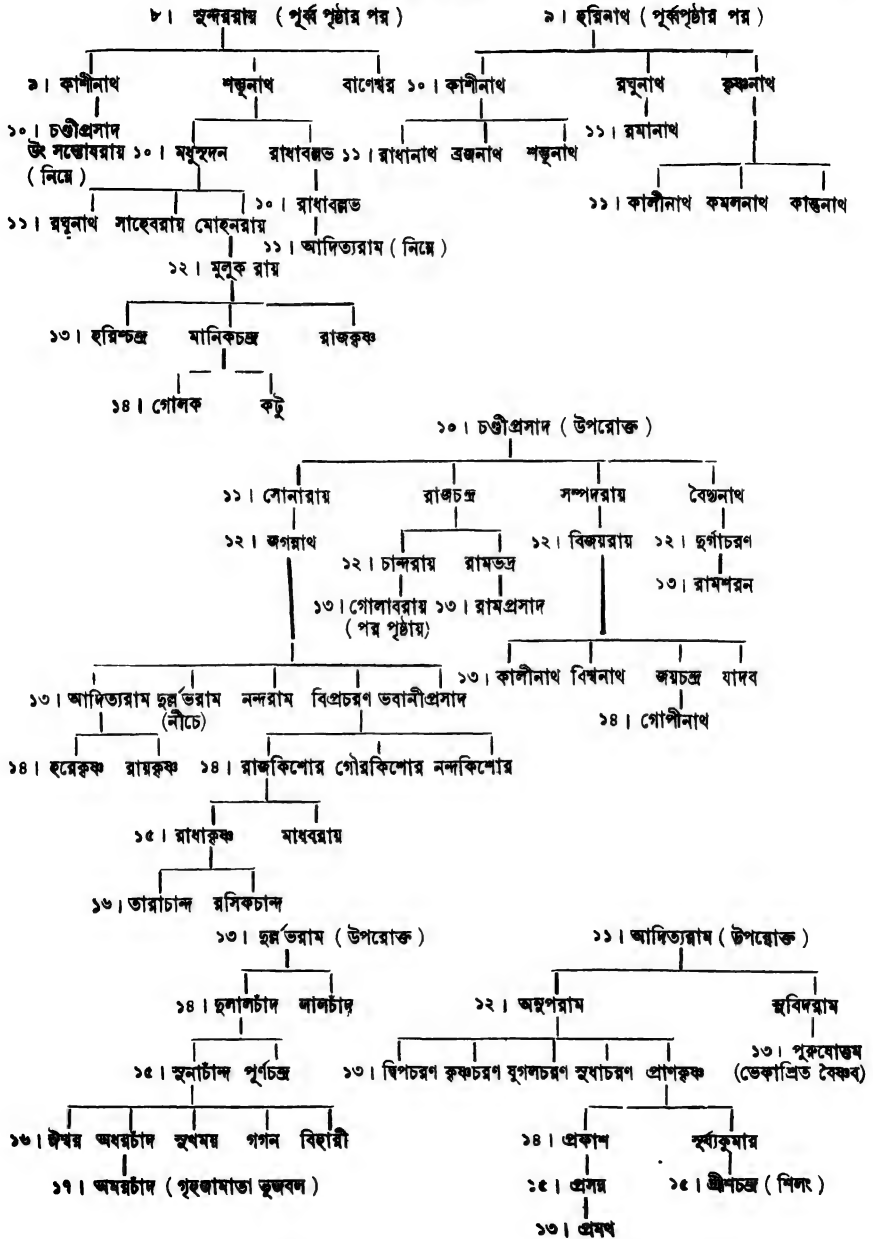 ৮। সুন্দররায় ( পূর্ব্ব পৃষ্ঠার পর )
৯। হরিনাথ ( পূর্ব্বপৃষ্ঠার পর )
৯। কাশীনাথ শম্ভুনাথ বাণেশ্বর
১০। কাশীনাথ রঘুনাথ কৃষ্ণনাথ
১০। চণ্ডীপ্রসাদ
উং সন্তোষরায়
( নিম্নে )
১০। মধুসূদন রাধাবল্লভ
১১। রাধানাথ ব্রজনাথ শম্ভুনাথ
১১। রমানাথ
১০। রাধাবল্লভ
১১। কালীনাথ কমলনাথ কান্তনাথ
১১। রঘুনাথ সাহেবরায় মোহনরায়
১১। আদিত্যরাম ( নিম্নে )
১২। মুলুক রায়
১৩। হরিশ্চন্দ্র মানিকচন্দ্র রাজকৃষ্ণ
১৪। গোলক কটু
১০। চণ্ডীপ্রসাদ ( উপরোক্ত )
১১। সোনারায় রাজচন্দ্র সম্পদরায় বৈদ্যনাথ
১২। জগন্নাথ
১২। চান্দরায় রামভদ্র
১২। বিজয়রায় ১২। দুর্গাচরণ
১৩। গোলাবরায় ১৩। রামপ্রসাদ
( পর পৃষ্ঠায়)
১৩। রামশরন
১৩। কালীনাথ বিশ্বনাথ জয়চন্দ্র যাদব
১৪। গোপীনাথ
১৩। আদিত্যরাম দুর্ল্লভরাম নন্দরাম বিপ্রচরণ ভবানীপ্রসাদ
(নীচে)
১৪। হরেকৃষ্ণ রায়কৃষ্ণ ১৪। রাজকিশোর গৌরকিশোর নন্দকিশোর
১৫। রাধাকৃষ্ণ মাধবরায়
১৬। তারাচান্দ রসিকচান্দ
১৩। দুর্ল্লভরাম ( উপরোক্ত )
১১। আদিত্যরাম ( উপরোক্ত )
১৪। দুলালচাঁদ লালচাঁদ
১২। অনুপরাম সুবিদরাম
১৫। সুনাচাঁন্দ পূর্ণচন্দ্র
১৩। দ্বিপচরণ কৃষ্ণচরণ যুগলচরণ সুধাচরণ প্রাণকৃষ্ণ
১৩। পুরুষোত্তম
(ভেকাশ্রিত বৈষ্ণব)
১৬। ঈশ্বর অধরচাঁদ সুখময় গগন বিহারী
১৪। প্রকাশ সূর্য্যকুমার
১৭। অমরচাঁদ ( গৃহজামাতা ভূজবল )
১৫। প্রসন্ন ১৫। শ্রীশচন্দ্র ( শিলং )
১৩। প্রমথ